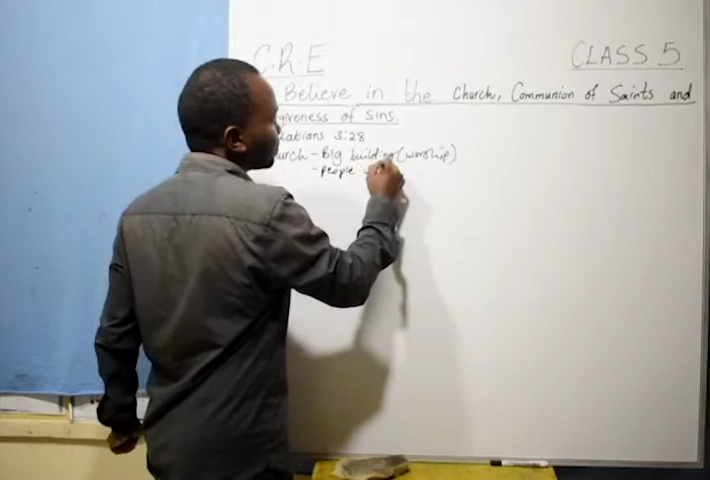 C.R.E CLASS 5
Believe in the Church, Communion of Saints and
giveness of sins.
latians 3:28
urch - Big building (worship)
- people